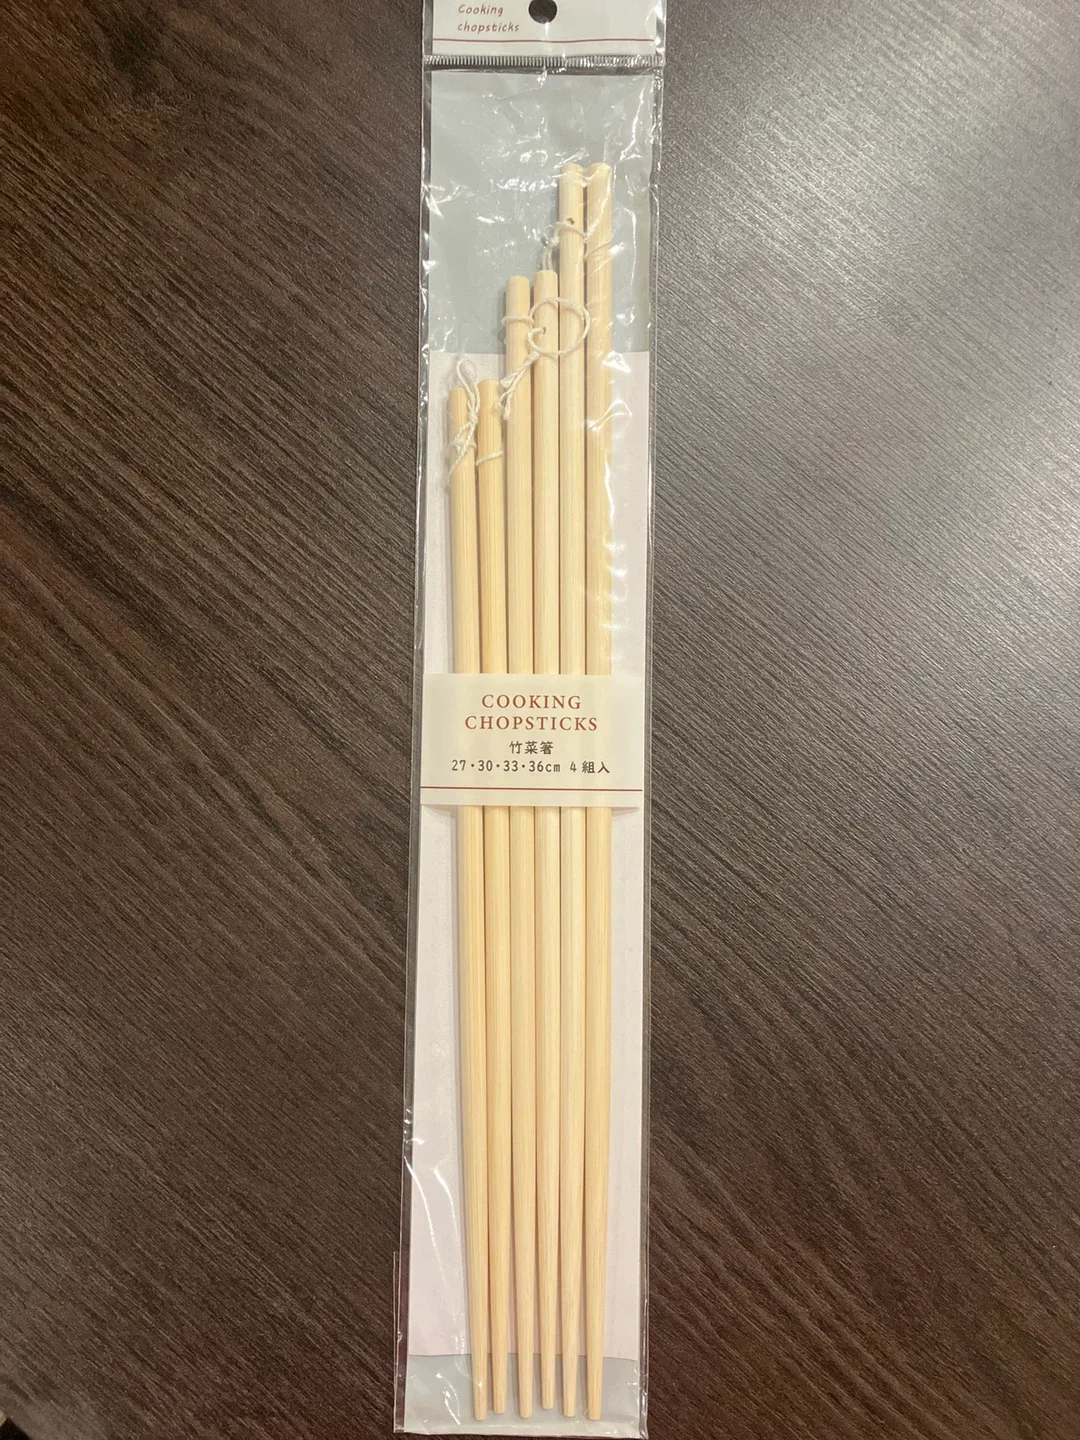 Cooking
chopsticks
COOKING
CHOPSTICKS
竹菜箸
27・30・33・36cm 4組入